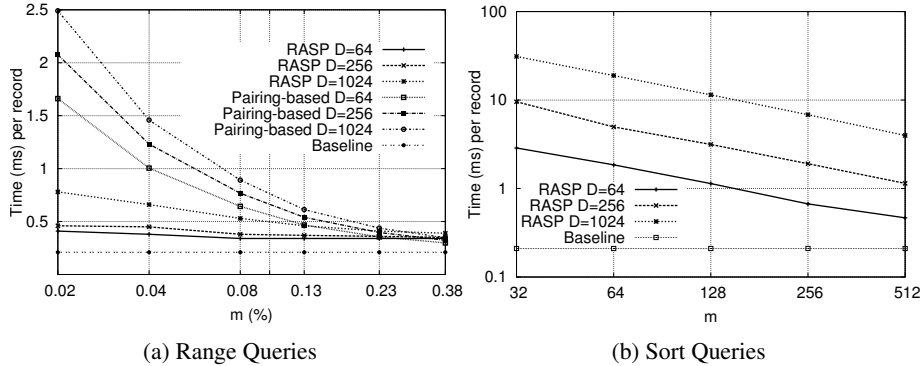 2.5
2
1.5
1
0.5
Time (ms) per record
0.02
0.04
0.08
0.13
0.23
0.38
m (%)
RASP D=64
RASP D=256
RASP D=1024
Pairing-based D=64
Pairing-based D=256
Pairing-based D=1024
Baseline
(a) Range Queries
100
10
1
0.1
Time (ms) per record
32
64
128
256
512
m
RASP D=64
RASP D=256
RASP D=1024
Baseline
(b) Sort Queries